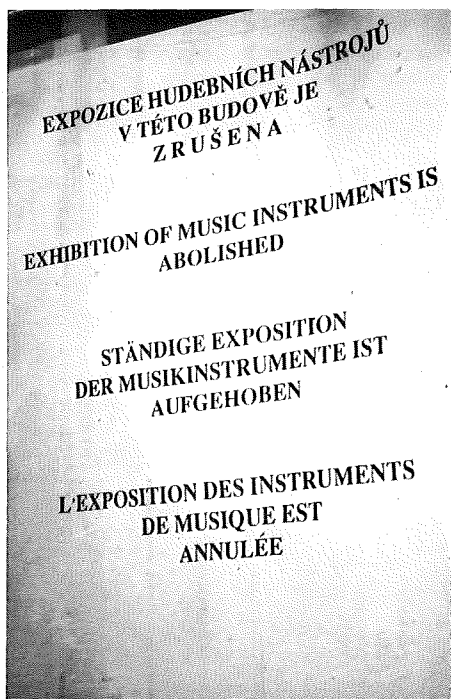 EXPOZICE HUDEBNÍCH NÁSTROJŮ
V TÉTO BUDOVĚ JE
ZRUŠENA
EXHIBITION OF MUSIC INSTRUMENTS IS
ABOLISHED
STÄNDIGE EXPOSITION
DER MUSIKINSTRUMENTE IST
AUFGEHOBEN
L'EXPOSITION DES INSTRUMENTS
DE MUSIQUE EST
ANNULÉE